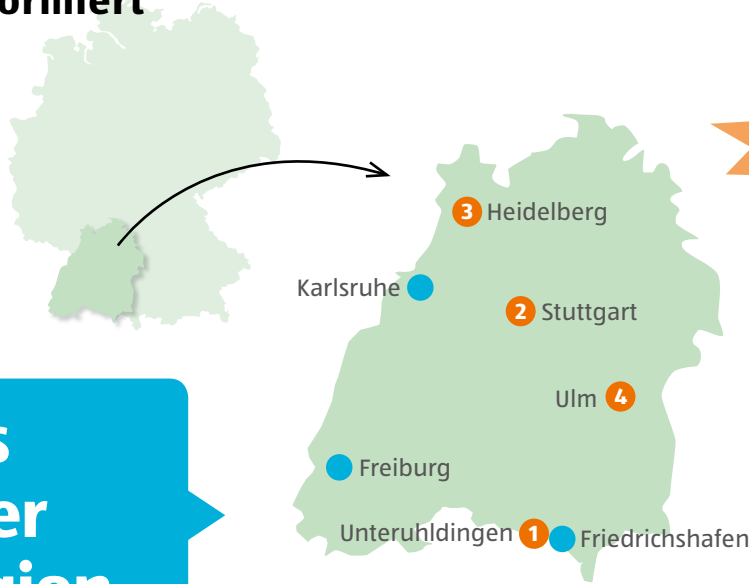 3 Heidelberg
Karlsruhe
2 Stuttgart
Ulm 4
Freiburg
Unteruhldingen 1 Friedrichshafen